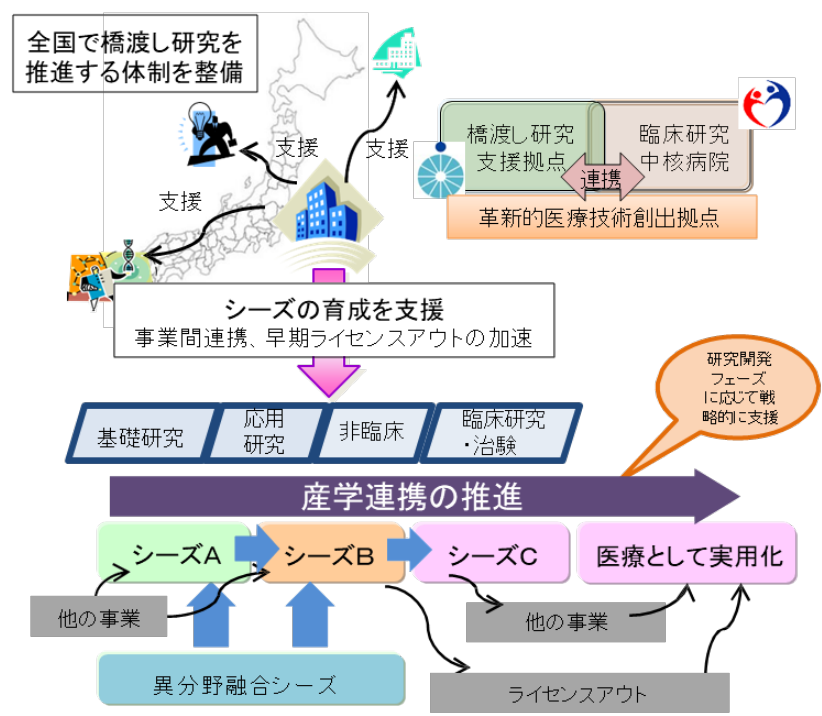 全国で橋渡し研究を
推進する体制を整備
支援
支援
支援
橋渡し研究
支援拠点
臨床研究
中核病院
連携
革新的医療技術創出拠点
シーズの育成を支援
事業間連携、早期ライセンスアウトの加速
研究開発
フェーズ
に応じて戦
略的に支援
基礎研究
応用
研究
非臨床
臨床研究
・治験
産学連携の推進
シーズA
シーズB
シーズC
医療として実用化
他の事業
他の事業
異分野融合シーズ
ライセンスアウト